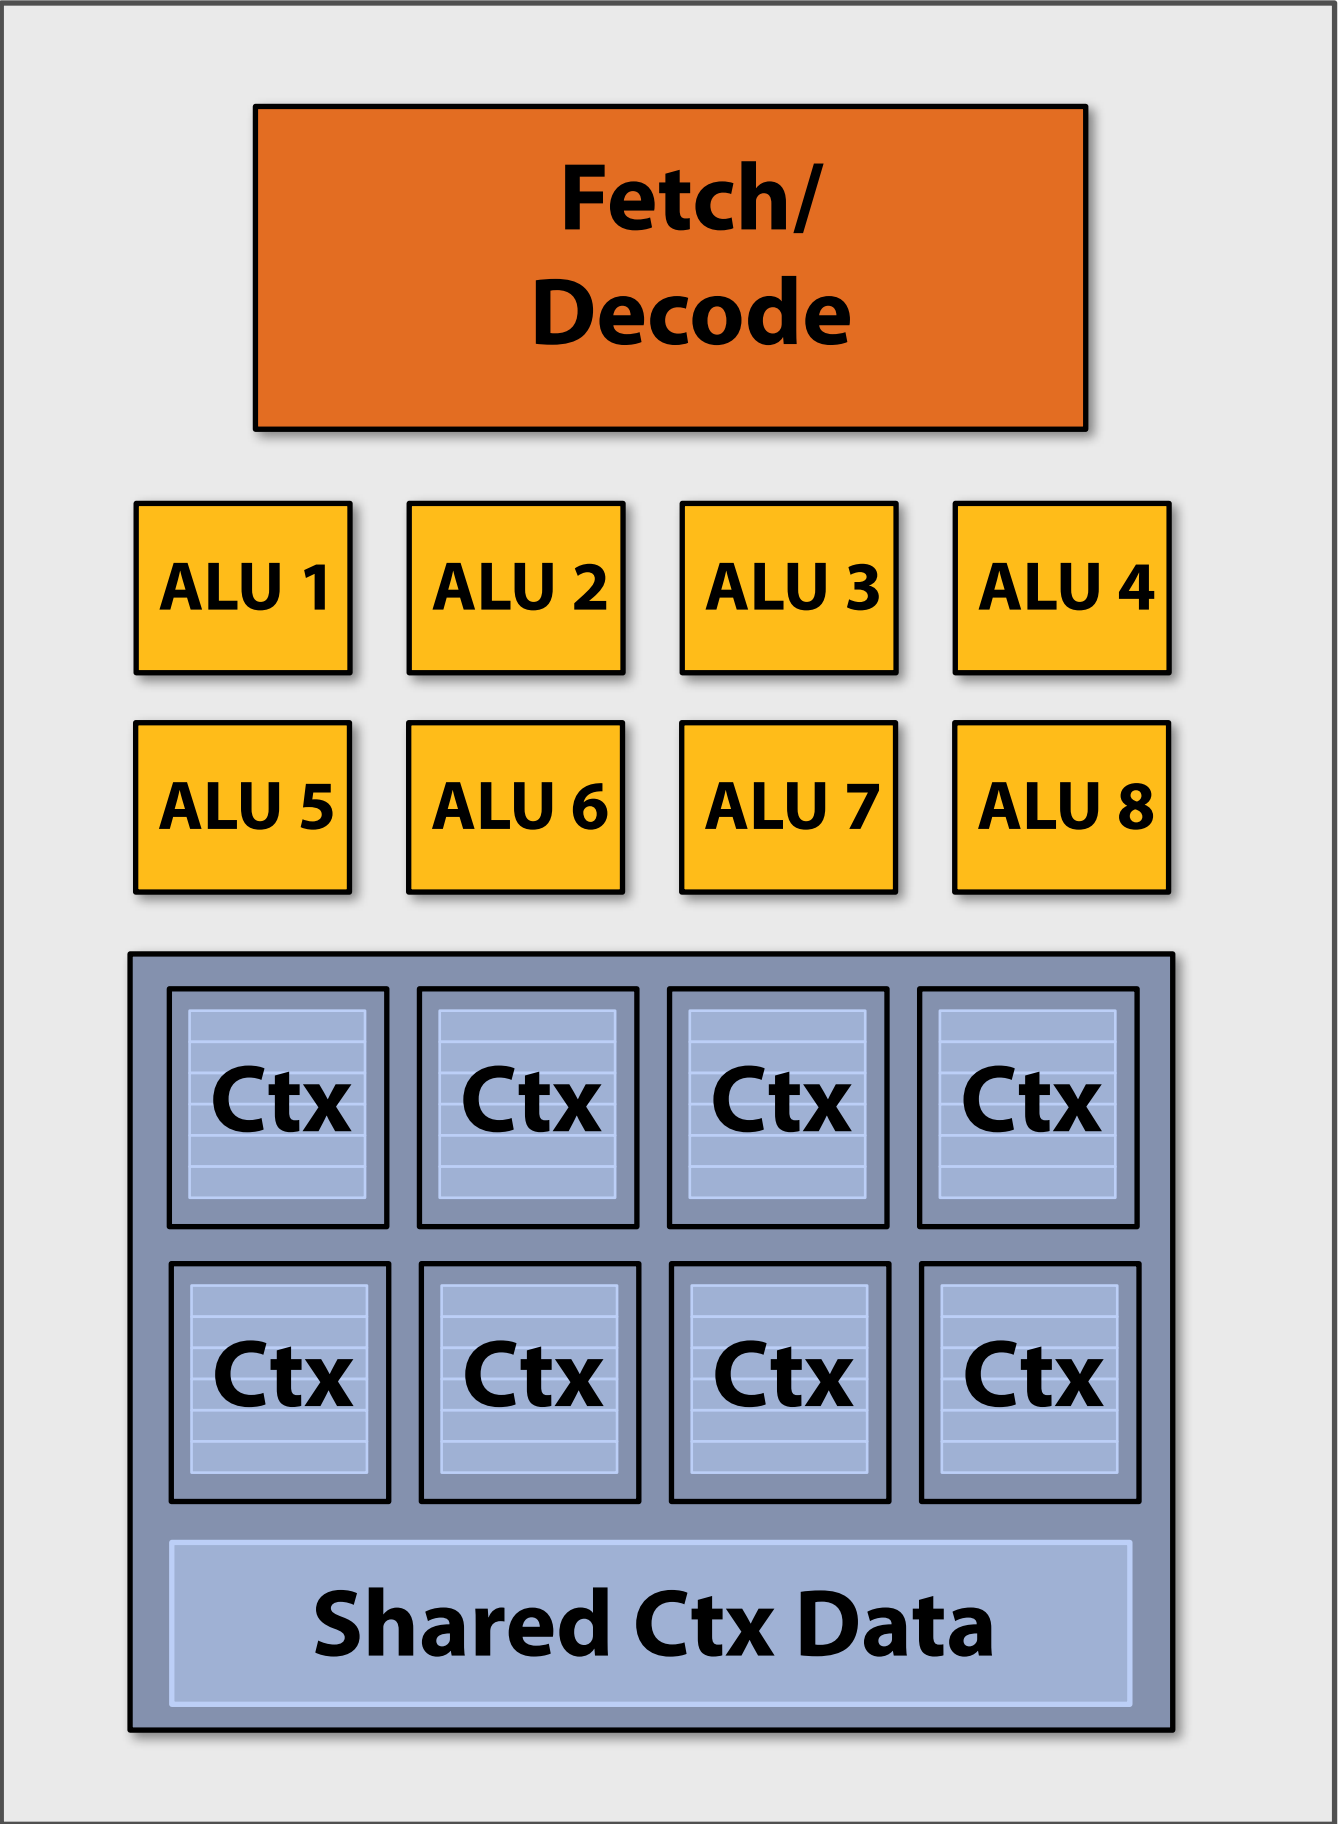 Fetch/
Decode
ALU 1 ALU 2 ALU 3 ALU 4
ALU 5 ALU 6 ALU 7 ALU 8
Ctx Ctx Ctx Ctx
Ctx Ctx Ctx Ctx
Shared Ctx Data